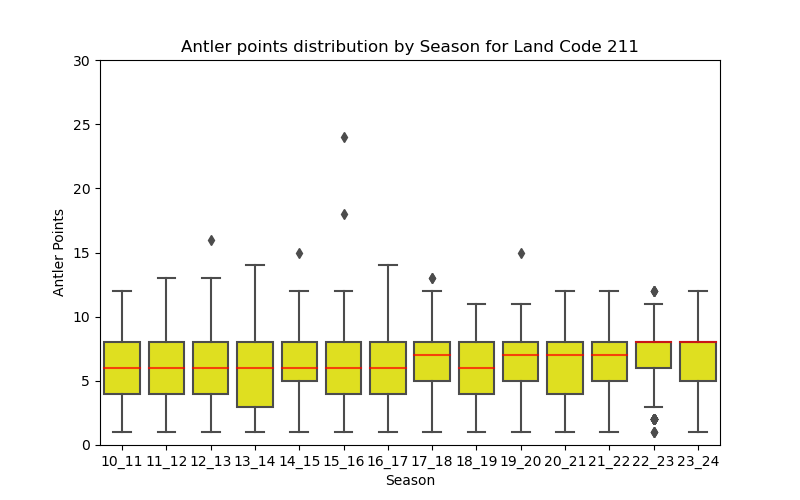 Antler points distribution by Season for Land Code 211
30
25
20
15
10
5
0
Antler Points
10_11 11_12 12_13 13_14 14_15 15_16 16_17 17_18 18_19 19_20 20_21 21_22 22_23 23_24
Season